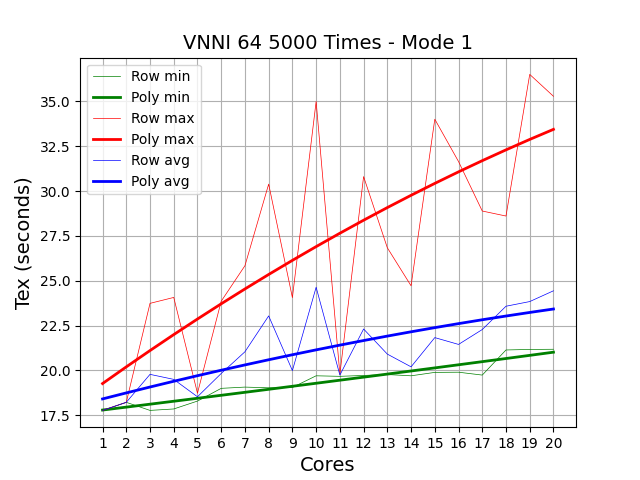 VNNI 64 5000 Times - Mode 1
Row min
Poly min
Row max
Poly max
Row avg
Poly avg
35.0
32.5
30.0
27.5
25.0
22.5
20.0
17.5
Tex (seconds)
1 2 3 4 5 6 7 8 9 10 11 12 13 14 15 16 17 18 19 20
Cores